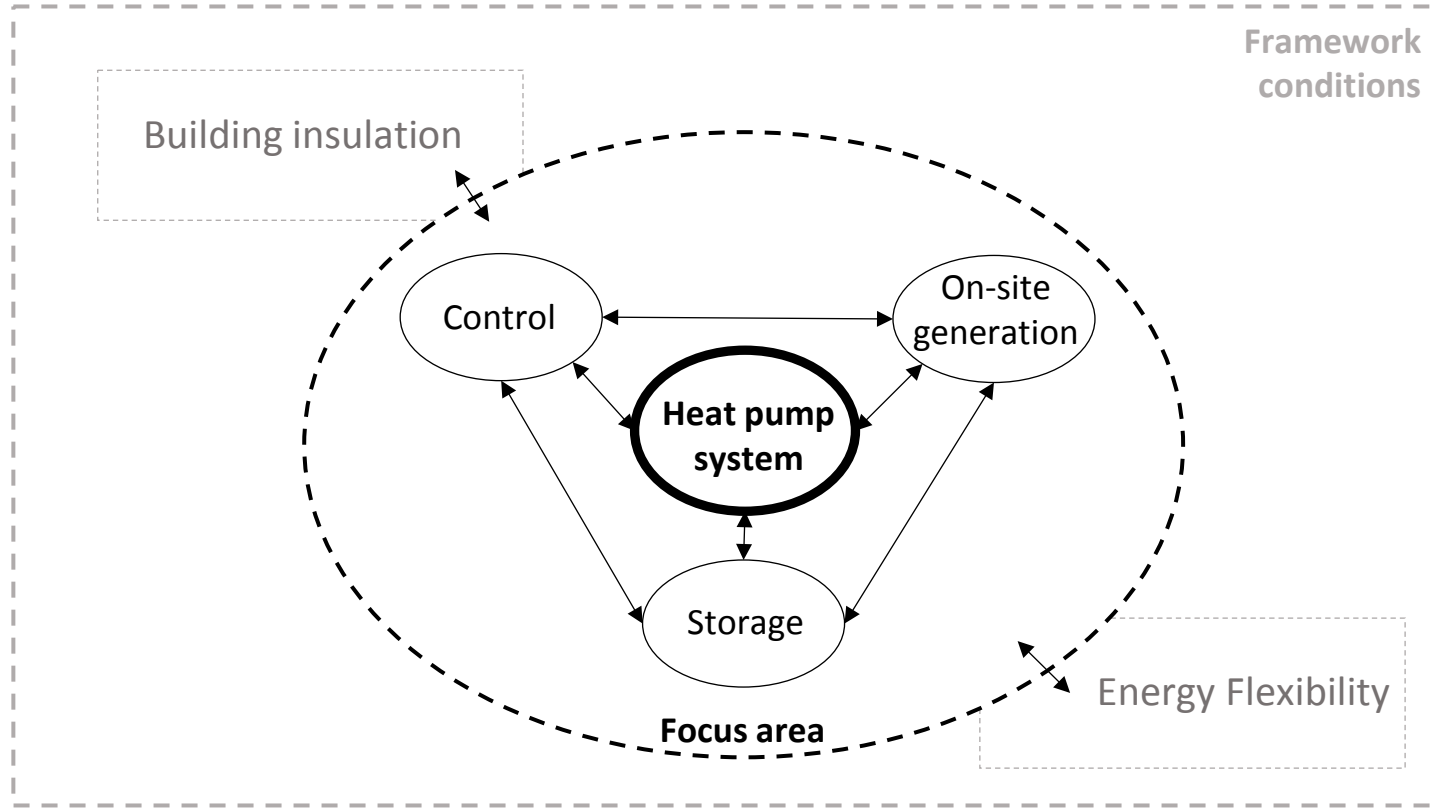 Framework
conditions
Building insulation
Control
On-site
generation
Heat pump
system
Storage
Energy Flexibility
Focus area